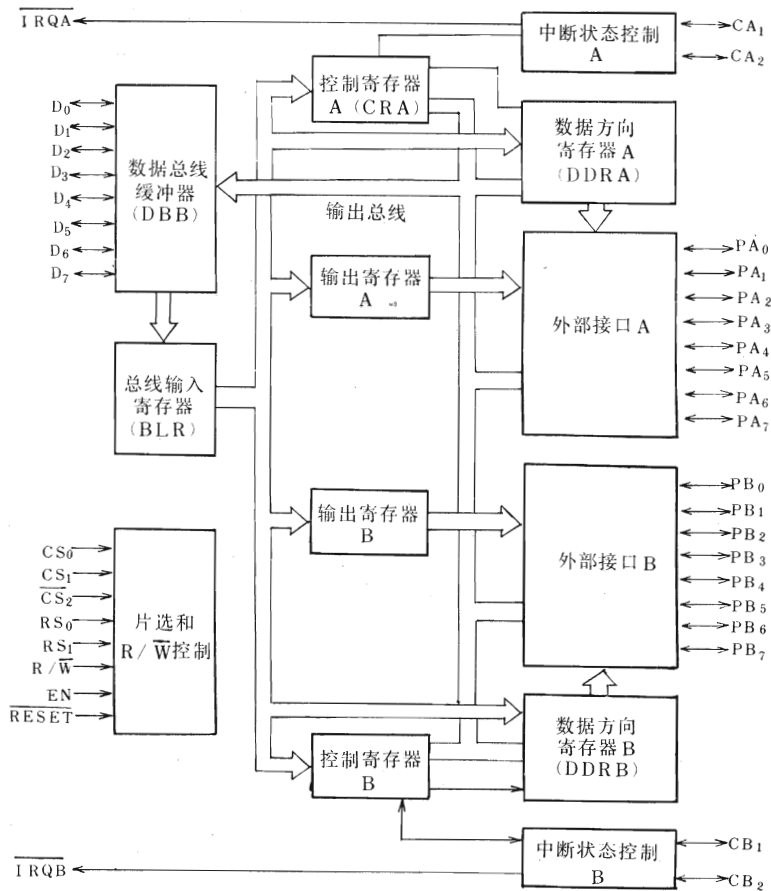 IRQA
中断状态控制
A
CA1
CA2
控制寄存器
A (CRA)
D0
D1
D2
D3
D4
D5
D6
D7
数据总线
缓冲器
(DBB)
数据方向
寄存器A
(DDRA)
输出总线
输出寄存器
A
外部接口A
PA0
PA1
PA2
PA3
PA4
PA5
PA6
PA7
总线输入
寄存器
(BLR)
输出寄存器
B
外部接口B
PB0
PB1
PB2
PB3
PB4
PB5
PB6
PB7
CS0
CS1
CS2
RS0
RS1
R/W
EN
RESET
片选和
R/W控制
控制寄存器
B
数据方向
寄存器B
(DDRB)
中断状态控制
B
CB1
CB2
IRQB